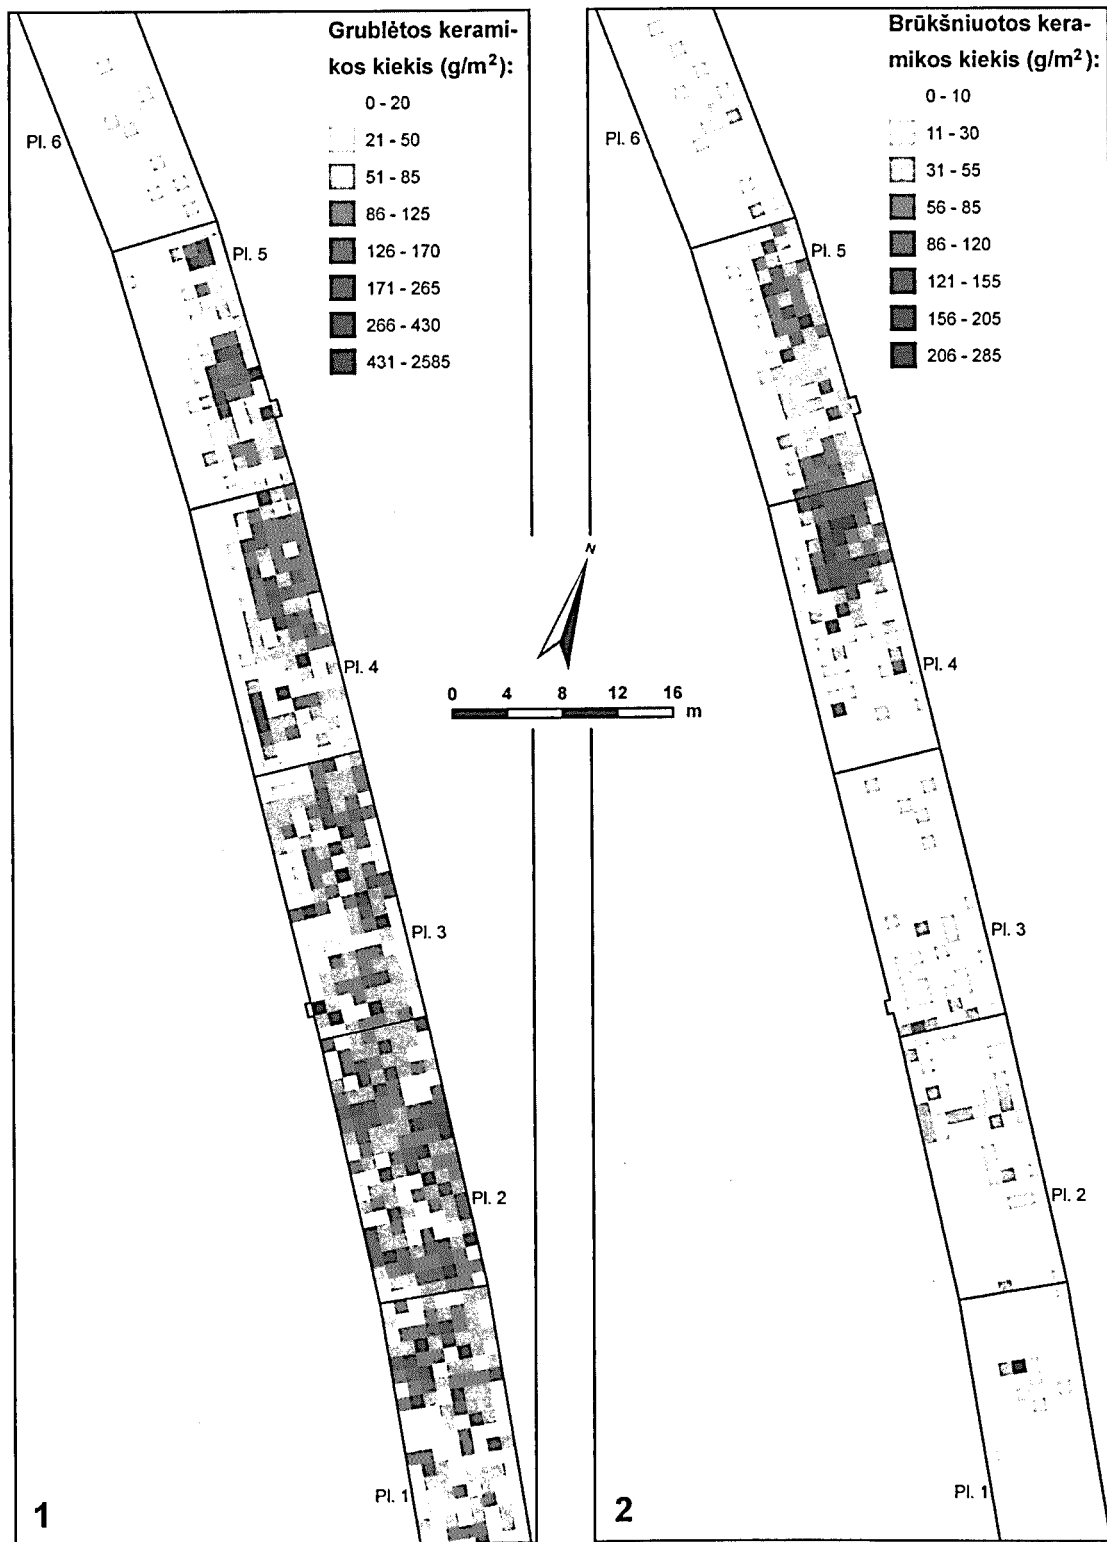 Grublėtos kerami-
kos kiekis (g/m²):
0 - 20
21 - 50
51 - 85
86 - 125
126 - 170
171 - 265
266 - 430
431 - 2585
Pl. 6
Pl. 5
Pl. 4
Pl. 3
Pl. 2
Pl. 1
1
N
0 4 8 12 16
m
Brūkšniuotos kera-
mikos kiekis (g/m²):
0 - 10
11 - 30
31 - 55
56 - 85
86 - 120
121 - 155
156 - 205
206 - 285
Pl. 6
Pl. 5
Pl. 4
Pl. 3
Pl. 2
Pl. 1
2